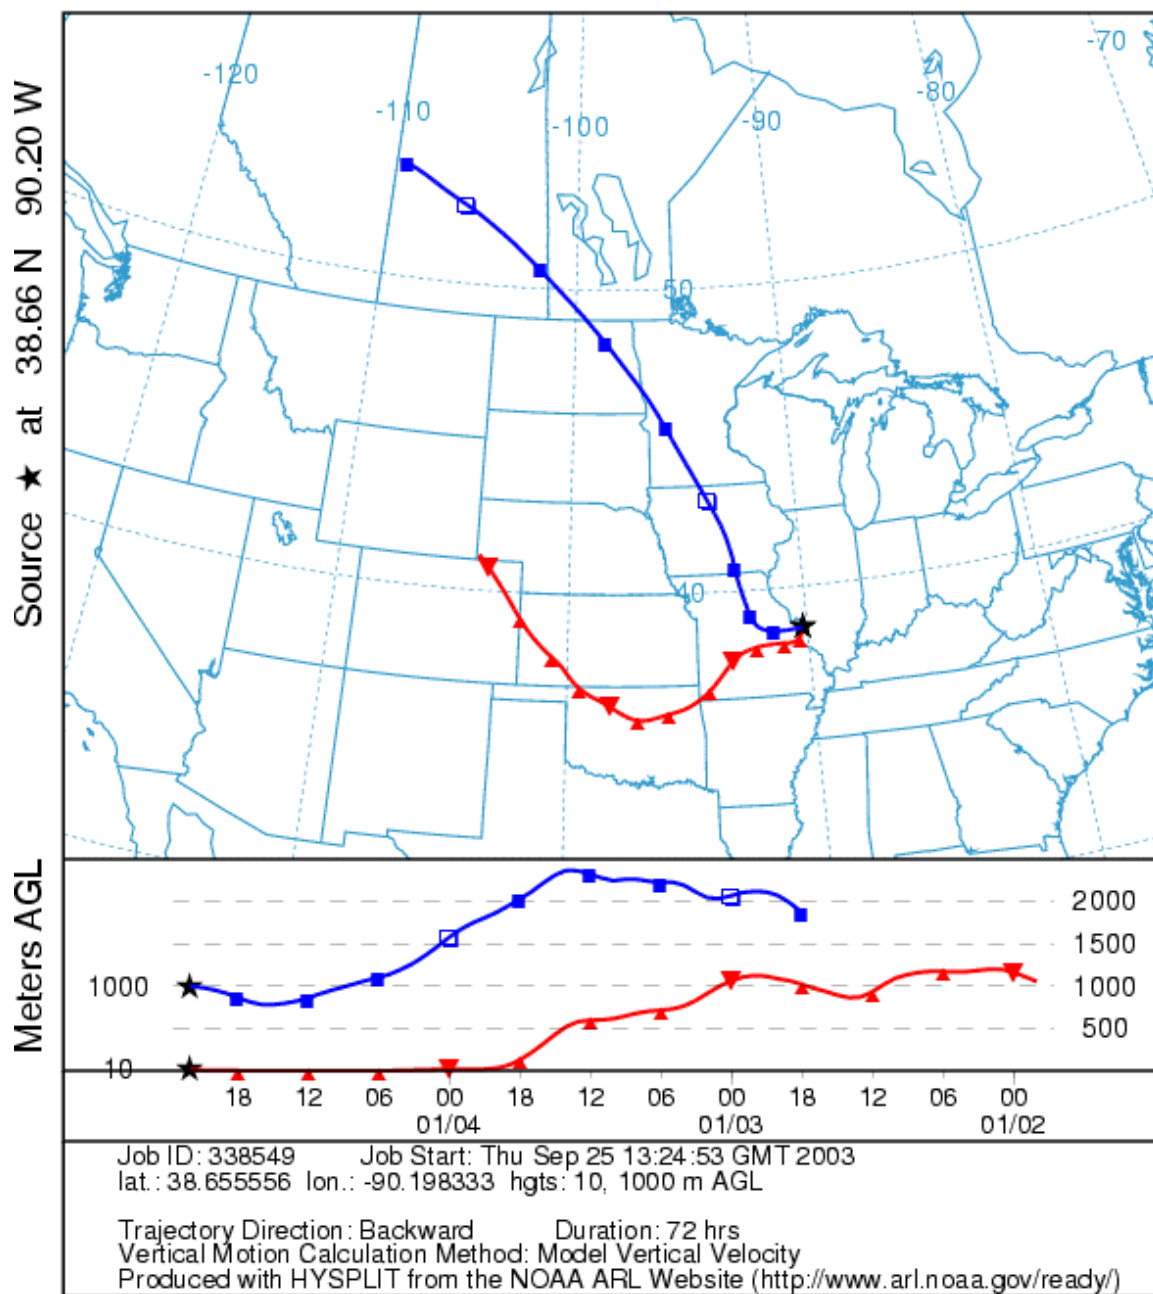 Source ★ at 38.66 N 90.20 W
-120
-110
-100
-90
-80
-70
50
40
Meters AGL
2000
1500
1000
1000
500
10
18 12 06 00 18 12 06 00 18 12 06 00
01/04 01/03 01/02
Job ID: 338549 Job Start: Thu Sep 25 13:24:53 GMT 2003
lat.: 38.655556 lon.: -90.198333 hgts: 10, 1000 m AGL
Trajectory Direction: Backward Duration: 72 hrs
Vertical Motion Calculation Method: Model Vertical Velocity
Produced with HYSPLIT from the NOAA ARL Website (http://www.arl.noaa.gov/ready/)